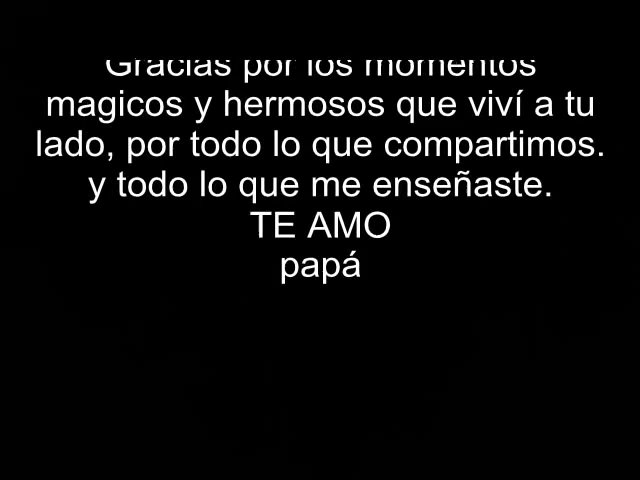 Gracias por los momentos
magicos y hermosos que viví a tu
lado, por todo lo que compartimos.
y todo lo que me enseñaste.
TE AMO
papá